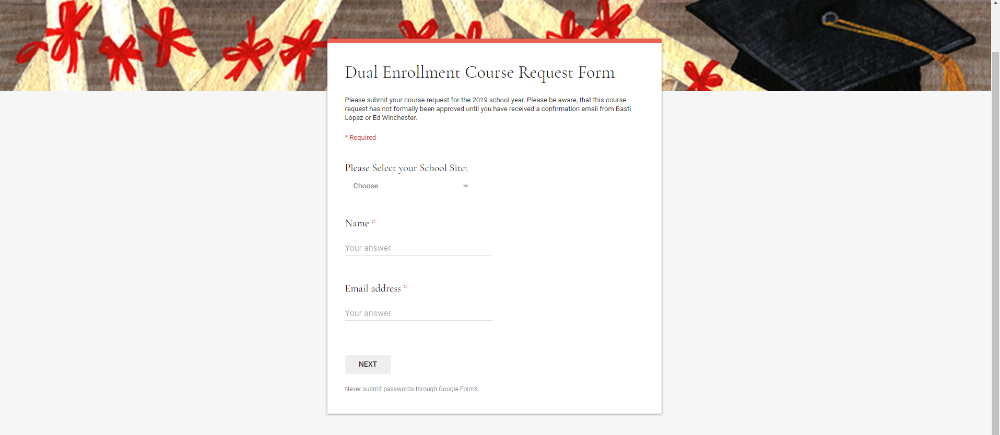 Dual Enrollment Course Request Form
Please submit your course request for the 2019 school year. Please be aware, that this course
request has not formally been approved until you have received a confirmation email from Basti
Lopez or Ed Winchester.
* Required
Please Select your School Site:
Choose
Name *
Your answer
Email address *
Your answer
NEXT
Never submit passwords through Google Forms.